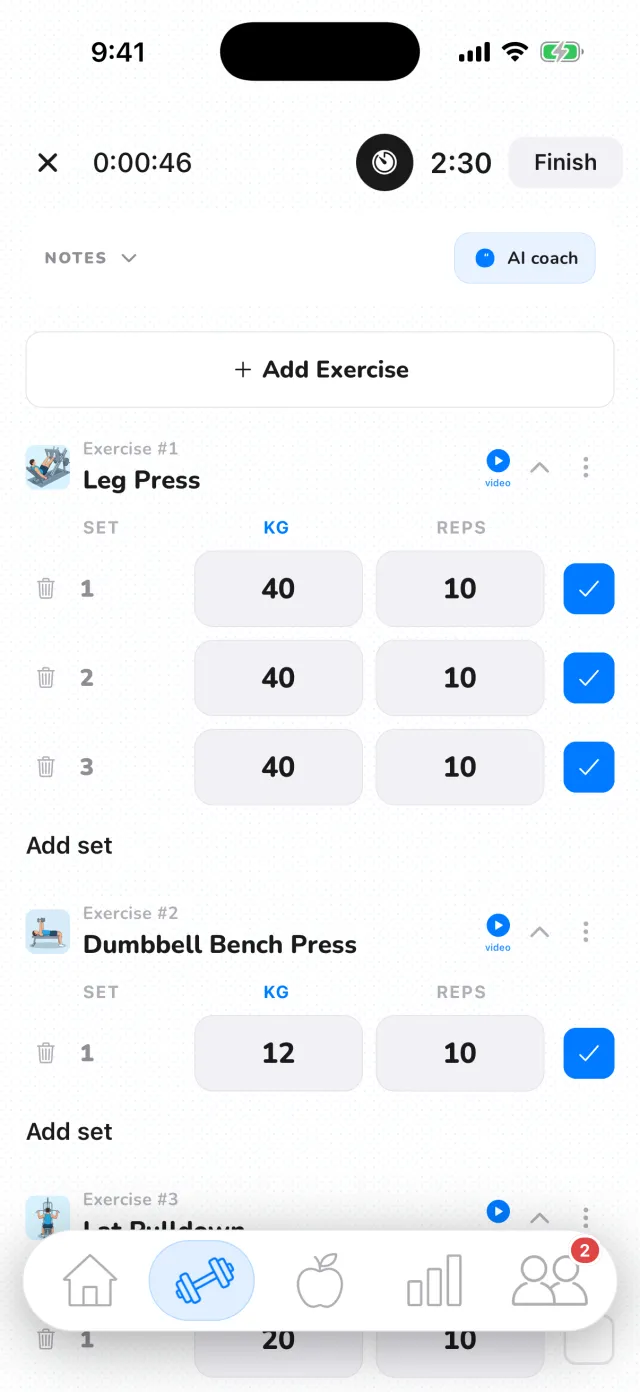 9:41
0:00:46
2:30
Finish
NOTES
AI coach
+ Add Exercise
Exercise #1
Leg Press
video
SET KG REPS
1 40 10
2 40 10
3 40 10
Add set
Exercise #2
Dumbbell Bench Press
video
SET KG REPS
1 12 10
Add set
Exercise #3
Lat Pulldown
2
1 20 10